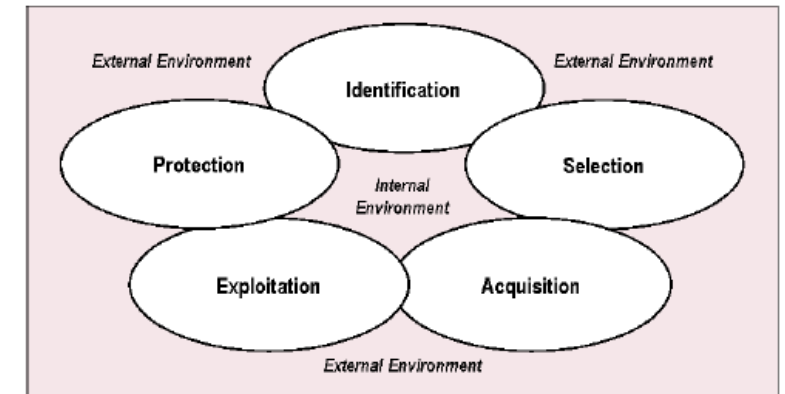 External Environment
External Environment
Identification
Protection
Selection
Internal
Environment
Exploitation
Acquisition
External Environment